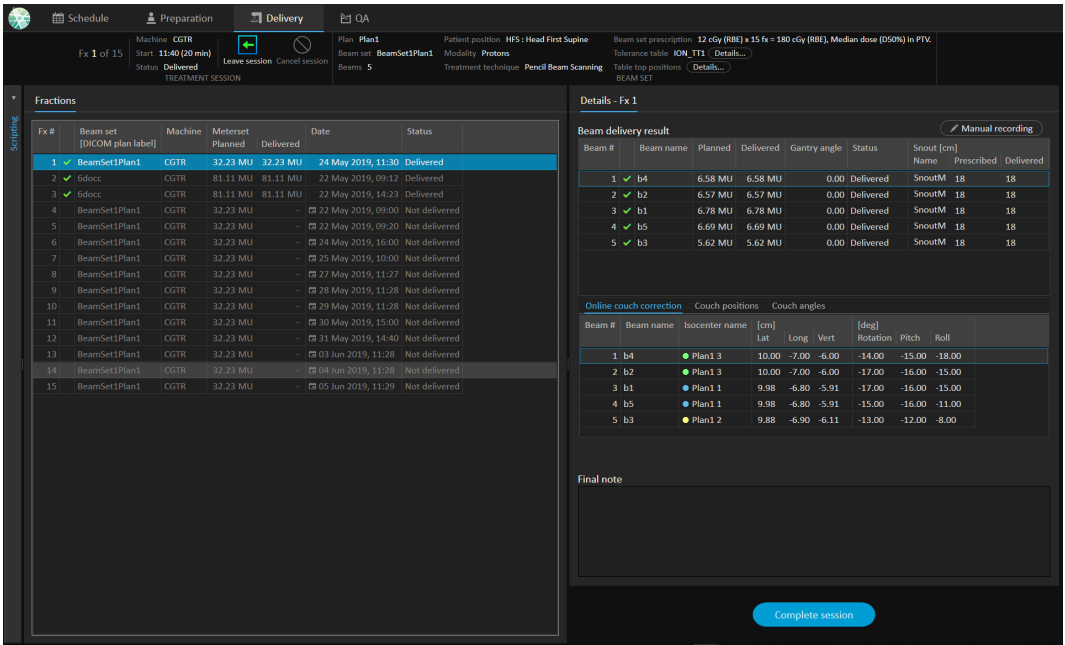 Schedule Preparation Delivery QA
Fx 1 of 15
Machine CGTR
Start 11:40 (20 min)
Status Delivered
Leave session Cancel session
TREATMENT SESSION
Plan Plan1
Beam set BeamSet1Plan1
Beams 5
Patient position HFS : Head First Supine
Modality Protons
Treatment technique Pencil Beam Scanning
Beam set prescription 12 cGy (RBE) x 15 fx = 180 cGy (RBE), Median dose (D50%) in PTV.
Tolerance table ION_TT1 Details...
Table top positions Details...
BEAM SET
Scripting
Fractions
Fx # Beam set Machine Meterset Date Status
[DICOM plan label] Planned Delivered
1 BeamSet1Plan1 CGTR 32.23 MU 32.23 MU 24 May 2019, 11:30 Delivered
2 6docc CGTR 81.11 MU 81.11 MU 22 May 2019, 09:12 Delivered
3 6docc CGTR 81.11 MU 81.11 MU 22 May 2019, 14:23 Delivered
4 BeamSet1Plan1 CGTR 32.23 MU - 22 May 2019, 09:00 Not delivered
5 BeamSet1Plan1 CGTR 32.23 MU - 22 May 2019, 09:20 Not delivered
6 BeamSet1Plan1 CGTR 32.23 MU - 24 May 2019, 16:00 Not delivered
7 BeamSet1Plan1 CGTR 32.23 MU - 25 May 2019, 10:00 Not delivered
8 BeamSet1Plan1 CGTR 32.23 MU - 27 May 2019, 11:27 Not delivered
9 BeamSet1Plan1 CGTR 32.23 MU - 28 May 2019, 11:28 Not delivered
10 BeamSet1Plan1 CGTR 32.23 MU - 29 May 2019, 11:28 Not delivered
11 BeamSet1Plan1 CGTR 32.23 MU - 30 May 2019, 15:00 Not delivered
12 BeamSet1Plan1 CGTR 32.23 MU - 31 May 2019, 14:40 Not delivered
13 BeamSet1Plan1 CGTR 32.23 MU - 03 Jun 2019, 11:28 Not delivered
14 BeamSet1Plan1 CGTR 32.23 MU - 04 Jun 2019, 11:28 Not delivered
15 BeamSet1Plan1 CGTR 32.23 MU - 05 Jun 2019, 11:29 Not delivered
Details - Fx 1
Beam delivery result Manual recording
Beam # Beam name Planned Delivered Gantry angle Status Snout [cm]
Name Prescribed Delivered
1 b4 6.58 MU 6.58 MU 0.00 Delivered SnoutM 18 18
2 b2 6.57 MU 6.57 MU 0.00 Delivered SnoutM 18 18
3 b1 6.78 MU 6.78 MU 0.00 Delivered SnoutM 18 18
4 b5 6.69 MU 6.69 MU 0.00 Delivered SnoutM 18 18
5 b3 5.62 MU 5.62 MU 0.00 Delivered SnoutM 18 18
Online couch correction Couch positions Couch angles
Beam # Beam name Isocenter name [cm] [deg]
Lat Long Vert Rotation Pitch Roll
1 b4 Plan1 3 10.00 -7.00 -6.00 -14.00 -15.00 -18.00
2 b2 Plan1 3 10.00 -7.00 -6.00 -17.00 -16.00 -15.00
3 b1 Plan1 1 9.98 -6.80 -5.91 -17.00 -16.00 -15.00
4 b5 Plan1 1 9.98 -6.80 -5.91 -15.00 -16.00 -11.00
5 b3 Plan1 2 9.88 -6.90 -6.11 -13.00 -12.00 -8.00
Final note
Complete session